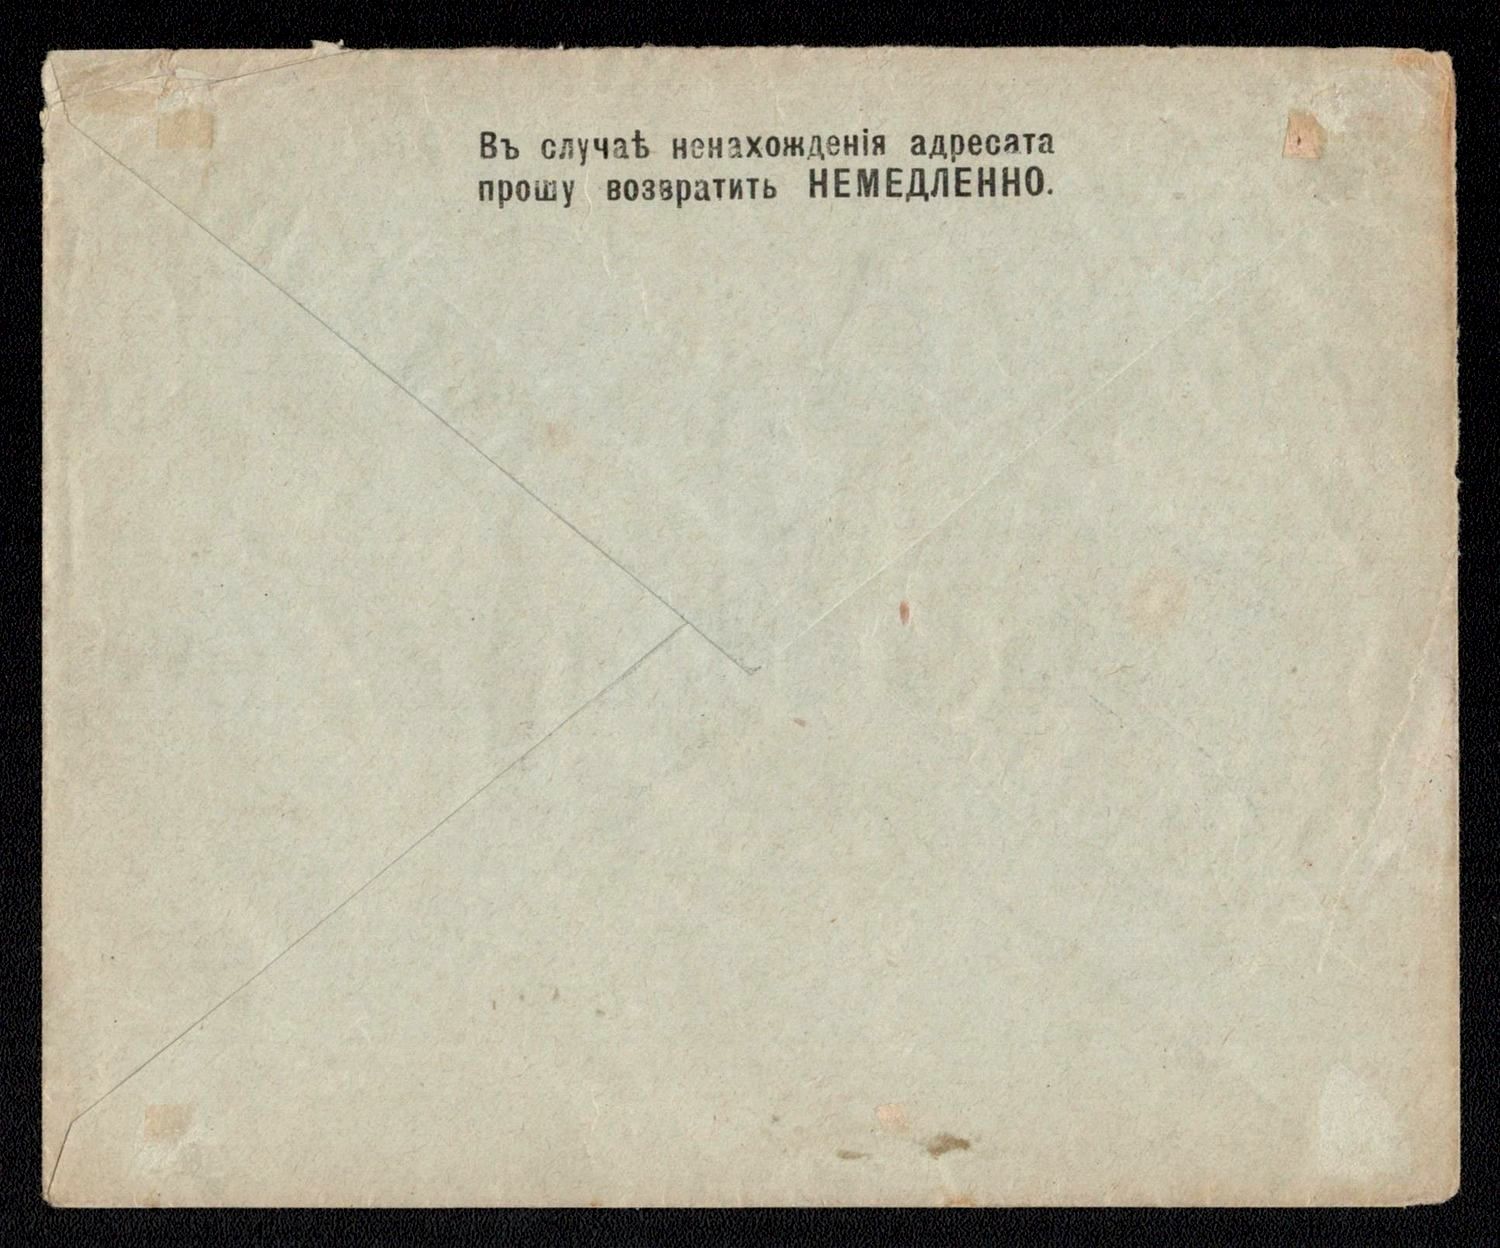 Въ случаѣ ненахожденія адресата
прошу возвратить НЕМЕДЛЕННО.